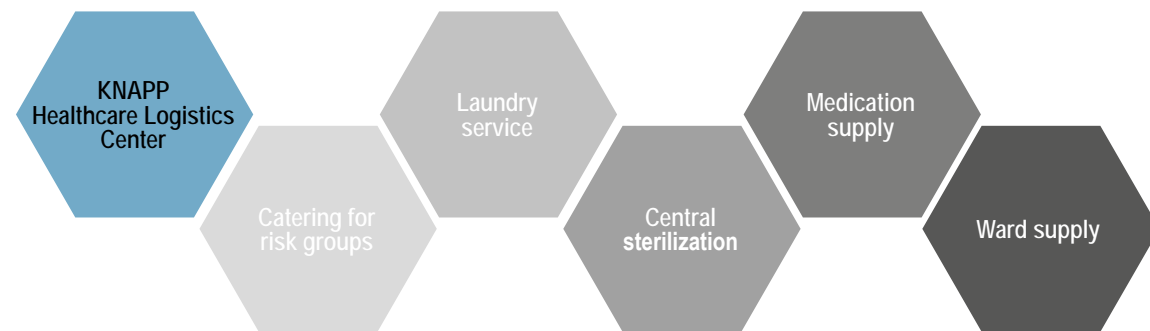 KNAPP
Healthcare Logistics
Center
Catering for
risk groups
Laundry
service
Central
sterilization
Medication
supply
Ward supply